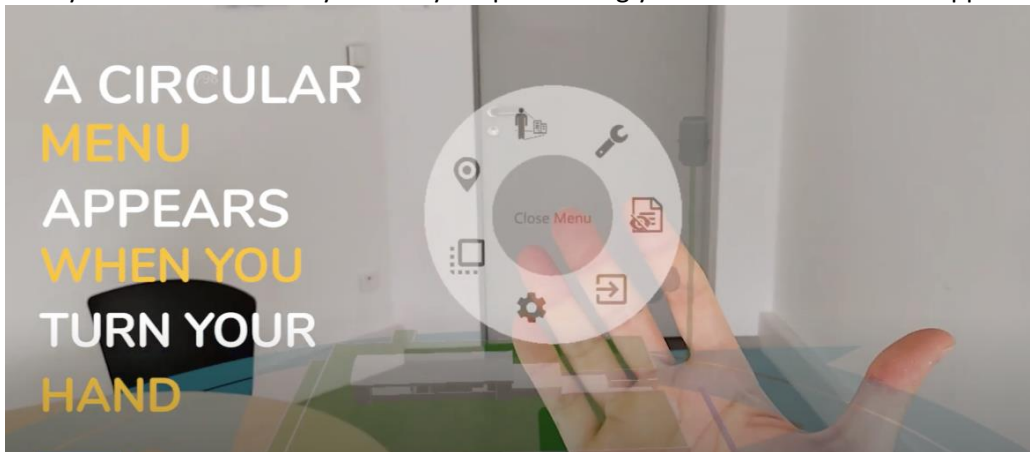 A CIRCULAR
MENU
APPEARS
WHEN YOU
TURN YOUR
HAND
Close Menu